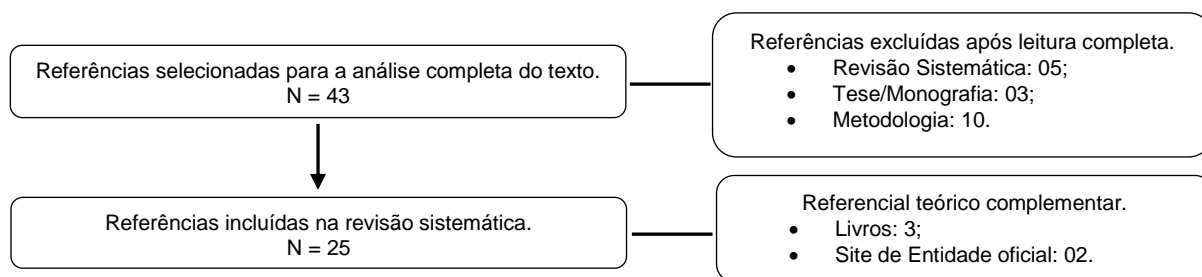 Referências selecionadas para a análise completa do texto.
N = 43
Referências excluídas após leitura completa.
• Revisão Sistemática: 05;
• Tese/Monografia: 03;
• Metodologia: 10.
Referências incluídas na revisão sistemática.
N = 25
Referencial teórico complementar.
• Livros: 3;
• Site de Entidade oficial: 02.